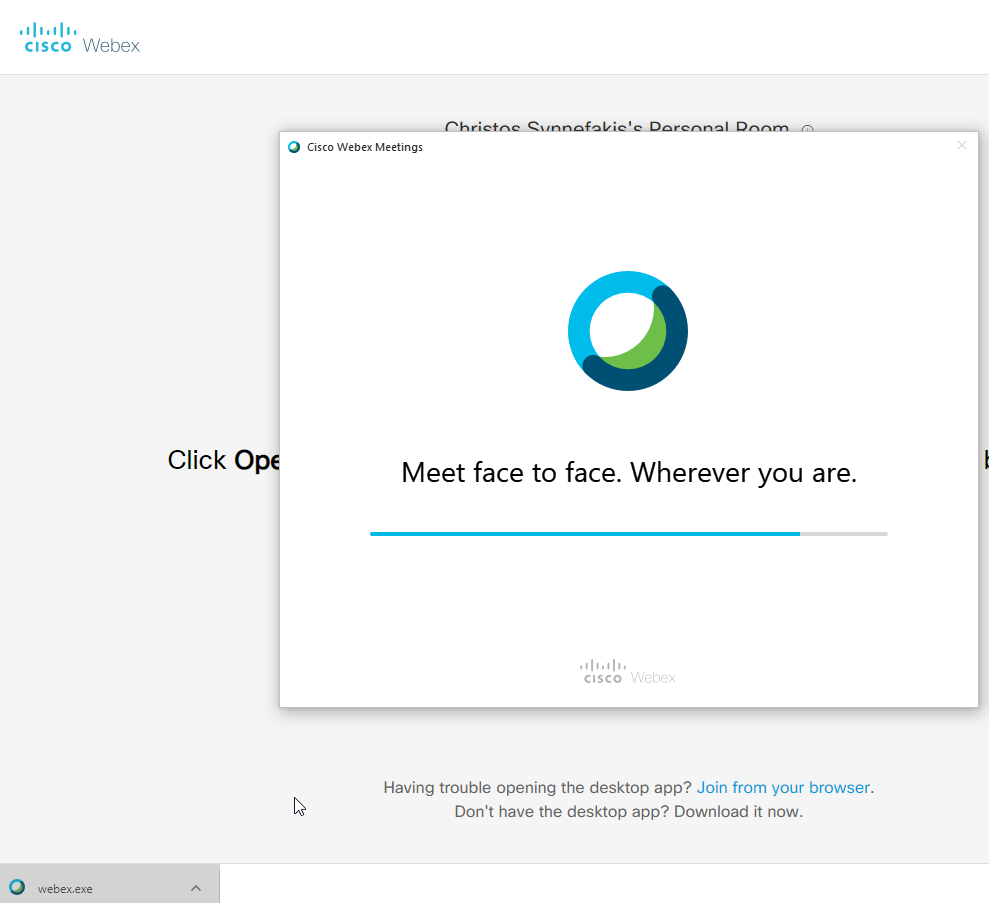 cisco Webex
Christos Synnefakis's Personal Room
Cisco Webex Meetings
Click Ope
Meet face to face. Wherever you are.
cisco Webex
Having trouble opening the desktop app? Join from your browser.
Don't have the desktop app? Download it now.
webex.exe